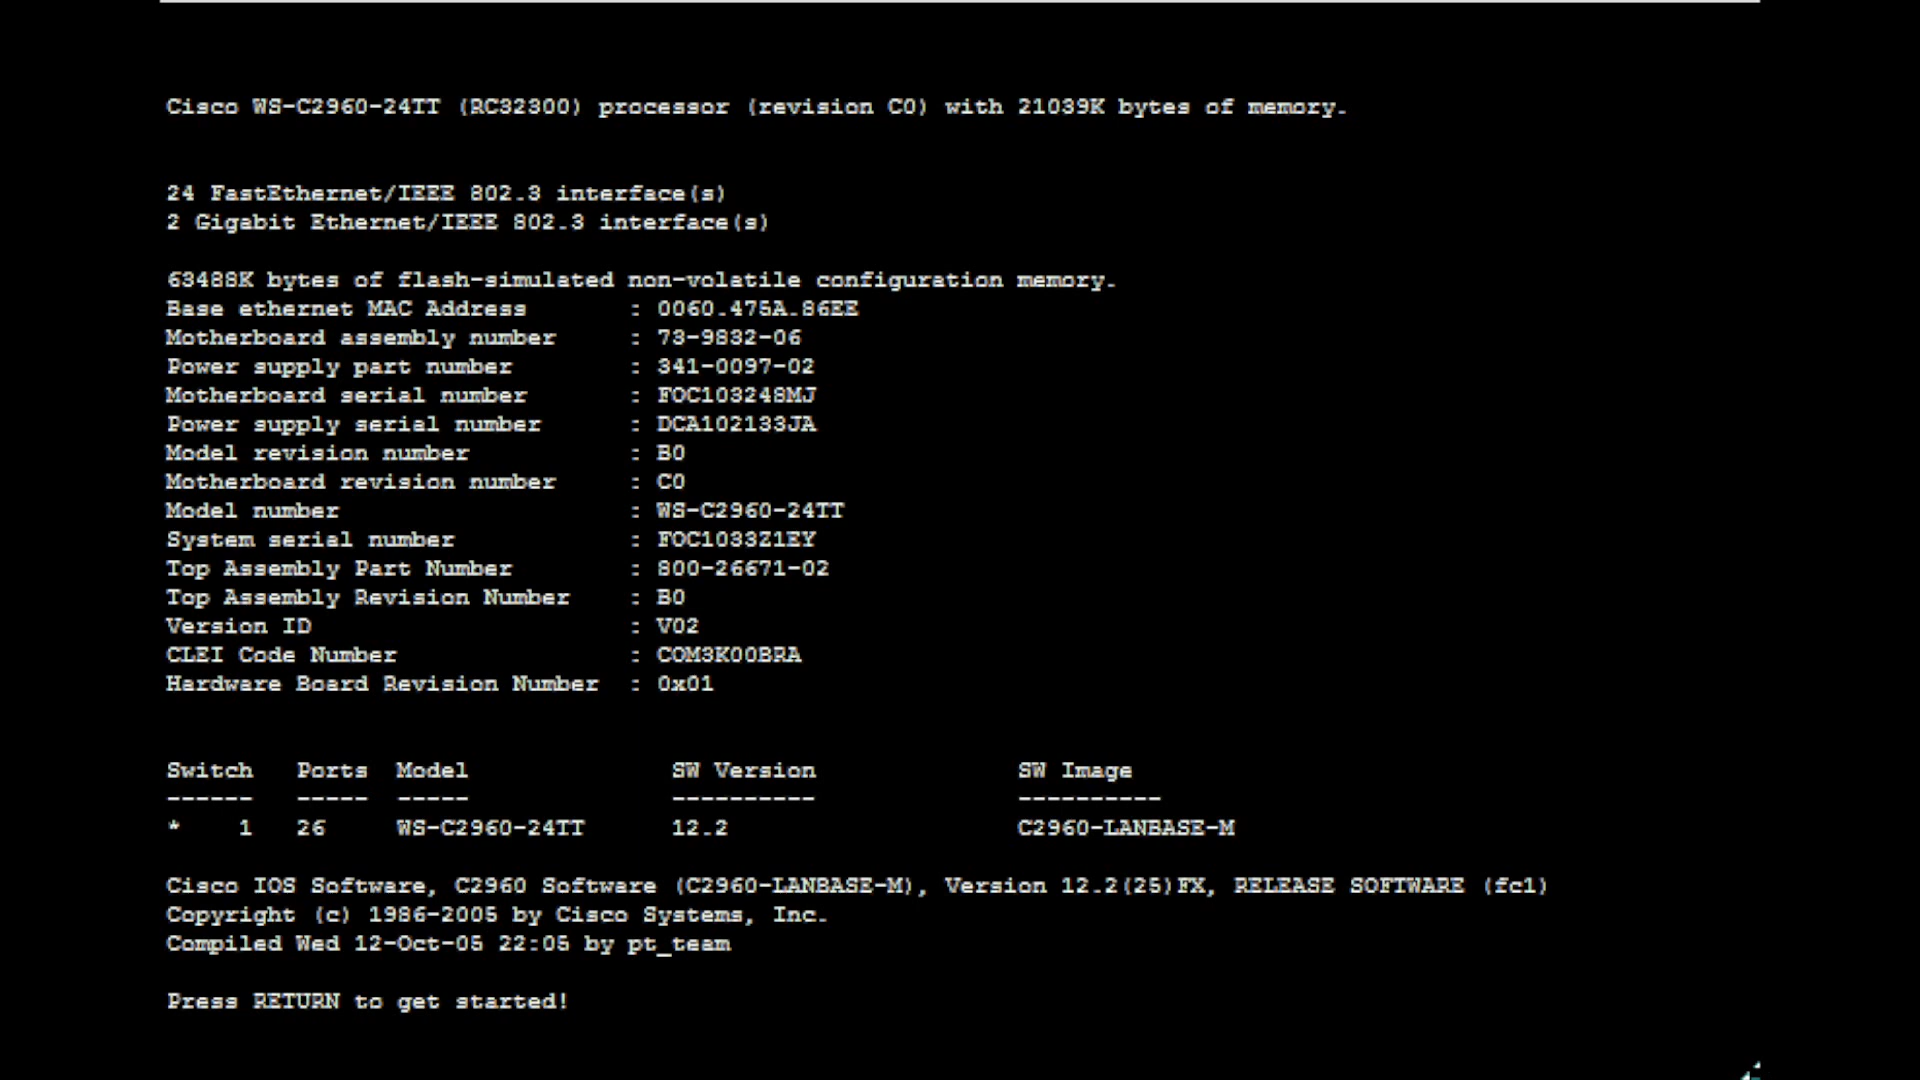 Cisco WS-C2960-24TT (RC32300) processor (revision C0) with 21039K bytes of memory.
24 FastEthernet/IEEE 802.3 interface(s)
2 Gigabit Ethernet/IEEE 802.3 interface(s)
63488K bytes of flash-simulated non-volatile configuration memory.
Base ethernet MAC Address : 0060.475A.86EE
Motherboard assembly number : 73-9832-06
Power supply part number : 341-0097-02
Motherboard serial number : FOC103248MJ
Power supply serial number : DCA102133JA
Model revision number : B0
Motherboard revision number : C0
Model number : WS-C2960-24TT
System serial number : FOC1033Z1EY
Top Assembly Part Number : 800-26671-02
Top Assembly Revision Number : B0
Version ID : V02
CLEI Code Number : COM3K00BRA
Hardware Board Revision Number : 0x01
Switch Ports Model SW Version SW Image
------ ----- ----- ---------- ----------
* 1 26 WS-C2960-24TT 12.2 C2960-LANBASE-M
Cisco IOS Software, C2960 Software (C2960-LANBASE-M), Version 12.2(25)FX, RELEASE SOFTWARE (fc1)
Copyright (c) 1986-2005 by Cisco Systems, Inc.
Compiled Wed 12-Oct-05 22:05 by pt_team
Press RETURN to get started!